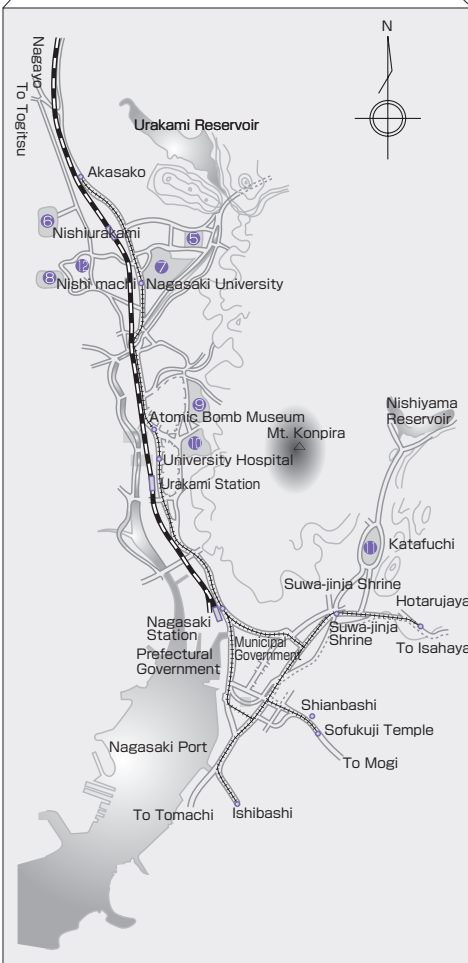 N
Nagayo
To Togitsu
Urakami Reservoir
Akasako
⑥
Nishiurakami
⑤
⑫
⑦
⑧
Nishi machi
Nagasaki University
Nishiyama
Reservoir
⑨
Atomic Bomb Museum
Mt. Konpira
⑩
University Hospital
Urakami Station
⑪
Katafuchi
Suwa-jinja Shrine
Hotarujaya
Nagasaki
Station
Suwa-jinja
Shrine
Municipal
Government
To Isahaya
Prefectural
Government
Shianbashi
Sofukuji Temple
Nagasaki Port
To Mogi
To Tomachi
Ishibashi